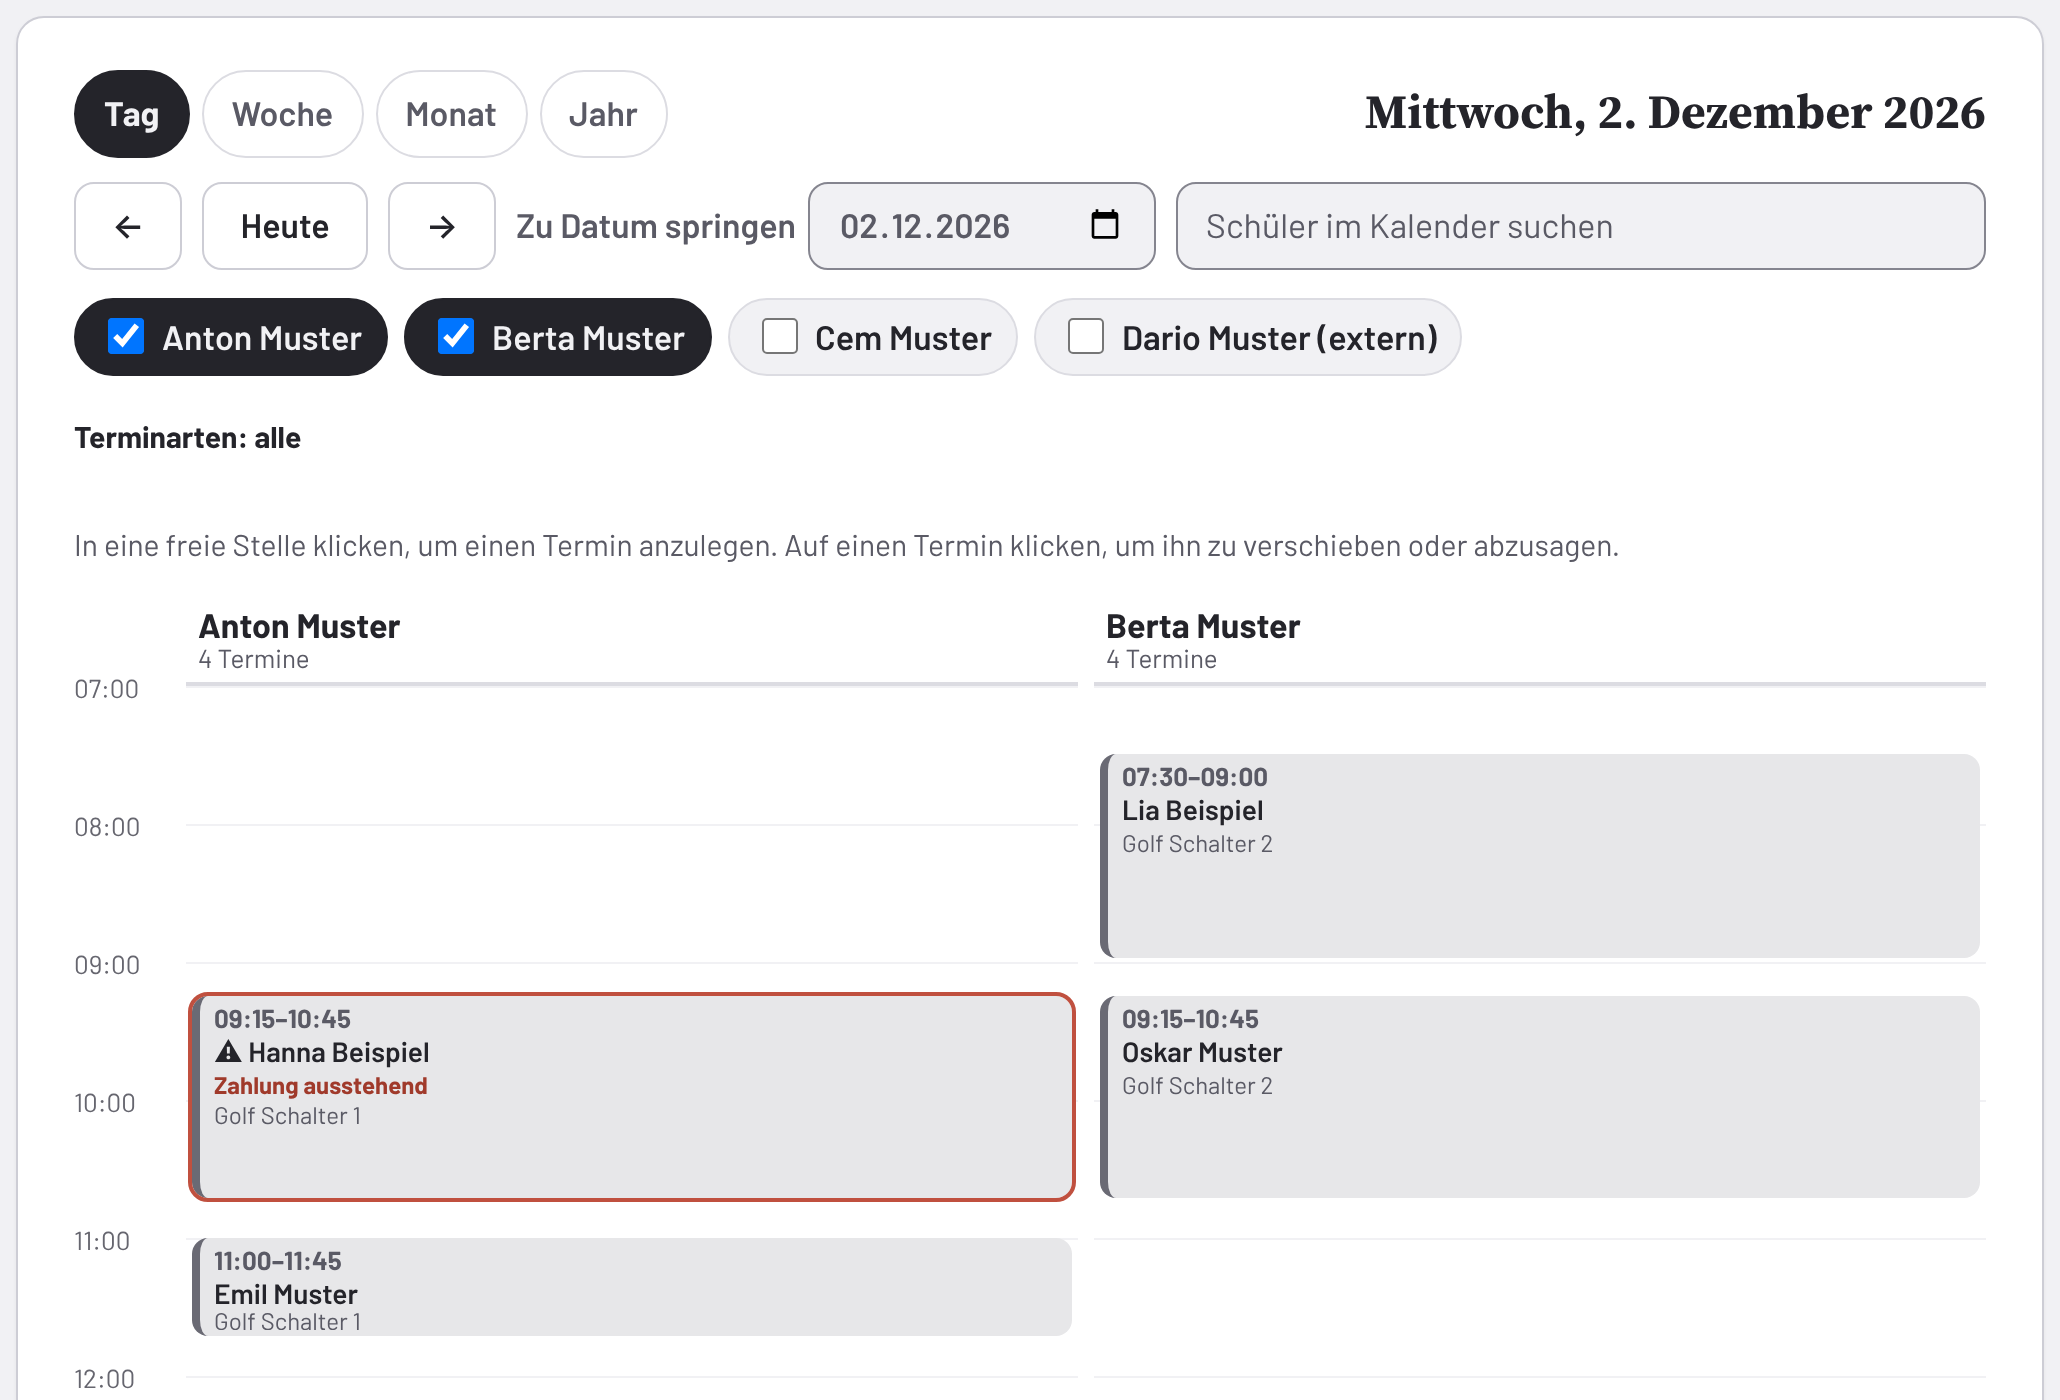 Tag Woche Monat Jahr Mittwoch, 2. Dezember 2026
← Heute → Zu Datum springen 02.12.2026 Schüler im Kalender suchen
Anton Muster Berta Muster Cem Muster Dario Muster (extern)
Terminarten: alle
In eine freie Stelle klicken, um einen Termin anzulegen. Auf einen Termin klicken, um ihn zu verschieben oder abzusagen.
Anton Muster
4 Termine
Berta Muster
4 Termine
07:00
07:30–09:00
Lia Beispiel
Golf Schalter 2
08:00
09:00
09:15–10:45
Hanna Beispiel
Zahlung ausstehend
Golf Schalter 1
09:15–10:45
Oskar Muster
Golf Schalter 2
10:00
11:00
11:00–11:45
Emil Muster
Golf Schalter 1
12:00